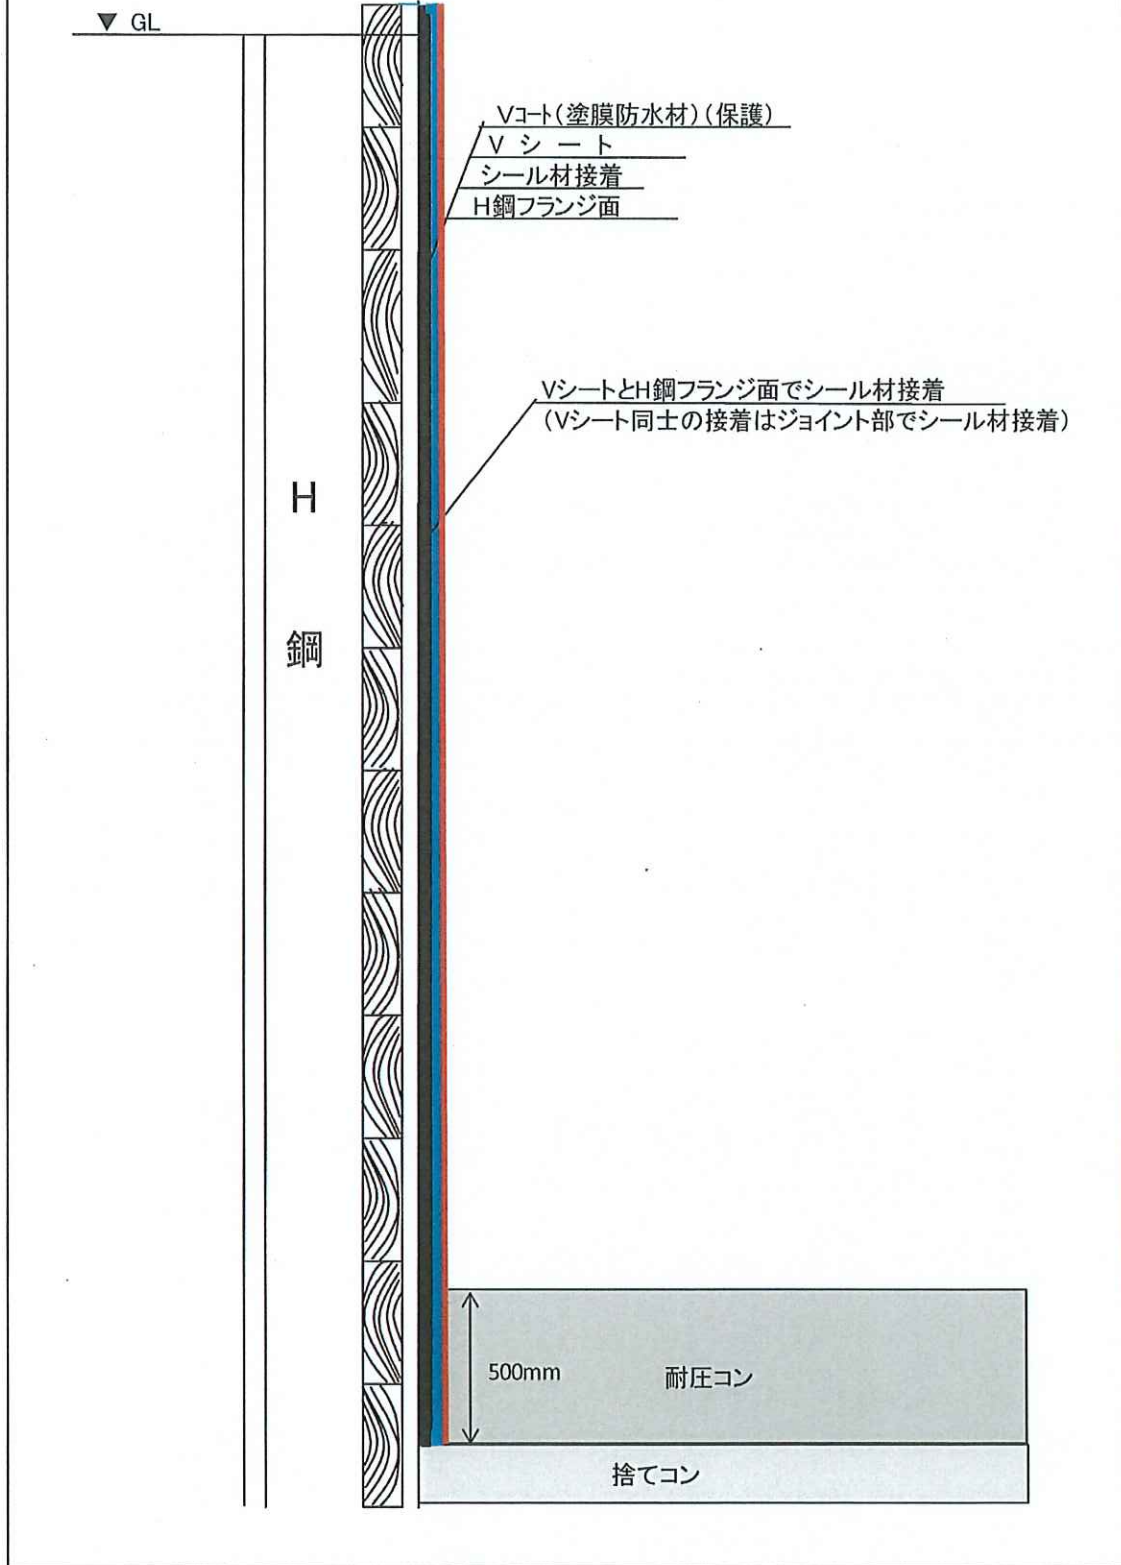 ▼ GL
Vコート(塗膜防水材)(保護)
V シ ー ト
シール材接着
H鋼フランジ面
VシートとH鋼フランジ面でシール材接着
(Vシート同士の接着はジョイント部でシール材接着)
H
鋼
500mm
耐圧コン
捨てコン